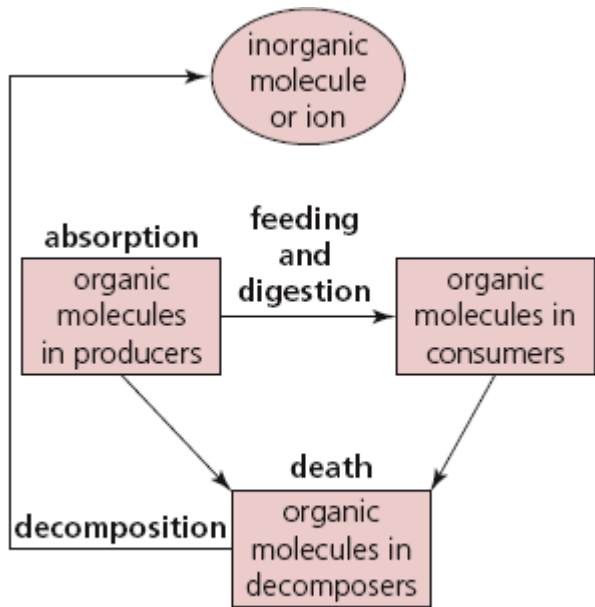 inorganic
molecule
or ion
absorption
feeding
and
digestion
organic
molecules
in producers
organic
molecules in
consumers
death
decomposition
organic
molecules in
decomposers